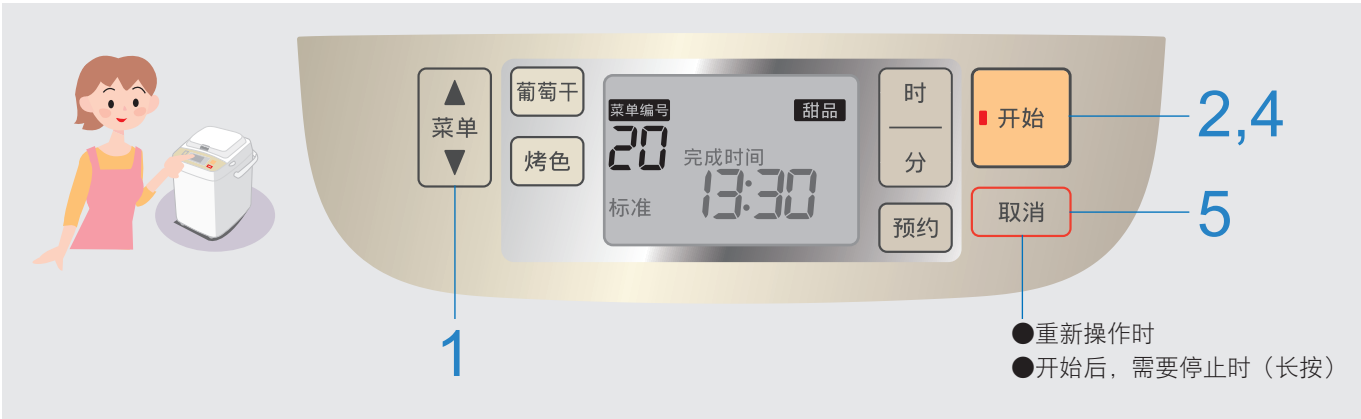 ▲
菜单
▼
葡萄干
烤色
菜单编号
甜品
20
完成时间
13:30
标准
时
分
预约
开始
取消
2,4
5
1
●重新操作时
●开始后，需要停止时（长按）